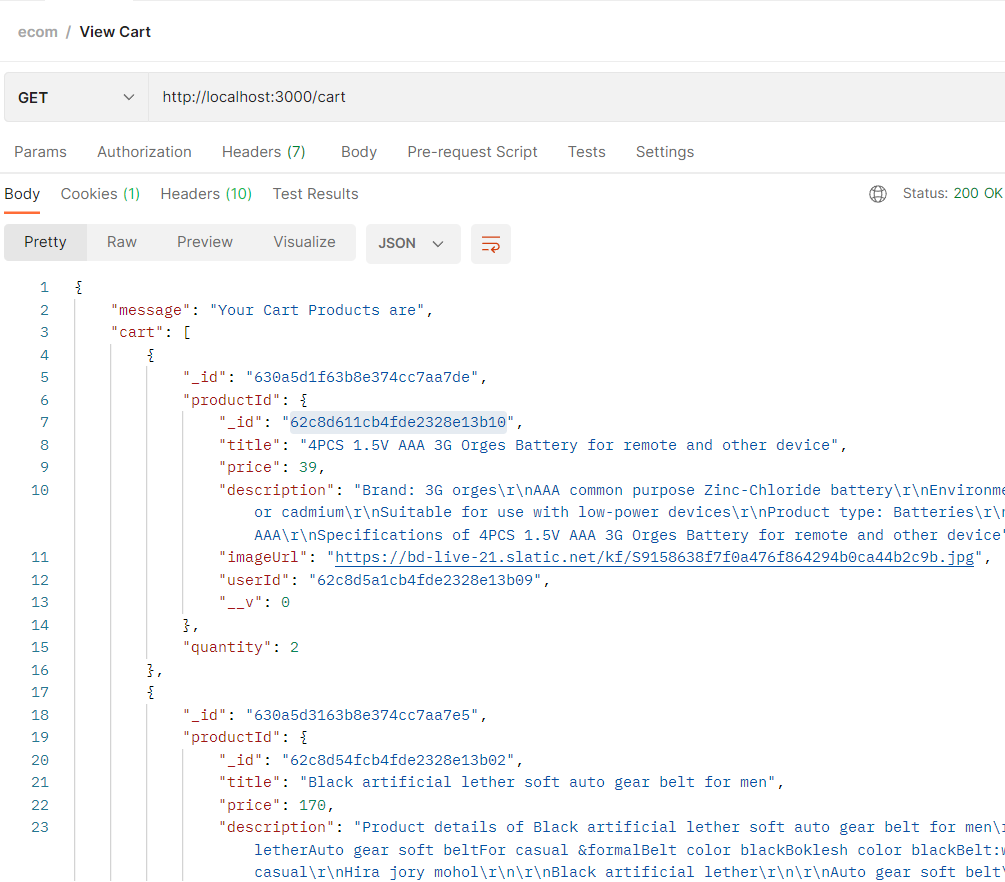 ecom / View Cart
GET http://localhost:3000/cart
Params Authorization Headers (7) Body Pre-request Script Tests Settings
Body Cookies (1) Headers (10) Test Results Status: 200 OK
Pretty Raw Preview Visualize JSON
1 {
2 "message": "Your Cart Products are",
3 "cart": [
4 {
5 "_id": "630a5d1f63b8e374cc7aa7de",
6 "productId": {
7 "_id": "62c8d611cb4fde2328e13b10",
8 "title": "4PCS 1.5V AAA 3G Orges Battery for remote and other device",
9 "price": 39,
10 "description": "Brand: 3G orges\r\nAAA common purpose Zinc-Chloride battery\r\nEnvironme
or cadmium\r\nSuitable for use with low-power devices\r\nProduct type: Batteries\r\n
AAA\r\nSpecifications of 4PCS 1.5V AAA 3G Orges Battery for remote and other device"
11 "imageUrl": "https://bd-live-21.slatic.net/kf/S9158638f7f0a476f864294b0ca44b2c9b.jpg",
12 "userId": "62c8d5a1cb4fde2328e13b09",
13 "__v": 0
14 },
15 "quantity": 2
16 },
17 {
18 "_id": "630a5d3163b8e374cc7aa7e5",
19 "productId": {
20 "_id": "62c8d54fcb4fde2328e13b02",
21 "title": "Black artificial lether soft auto gear belt for men",
22 "price": 170,
23 "description": "Product details of Black artificial lether soft auto gear belt for men\r
letherAuto gear soft beltFor casual &formalBelt color blackBoklesh color blackBelt:w
casual\r\nHira jory mohol\r\n\r\nBlack artificial lether\r\n\r\nAuto gear soft belt\